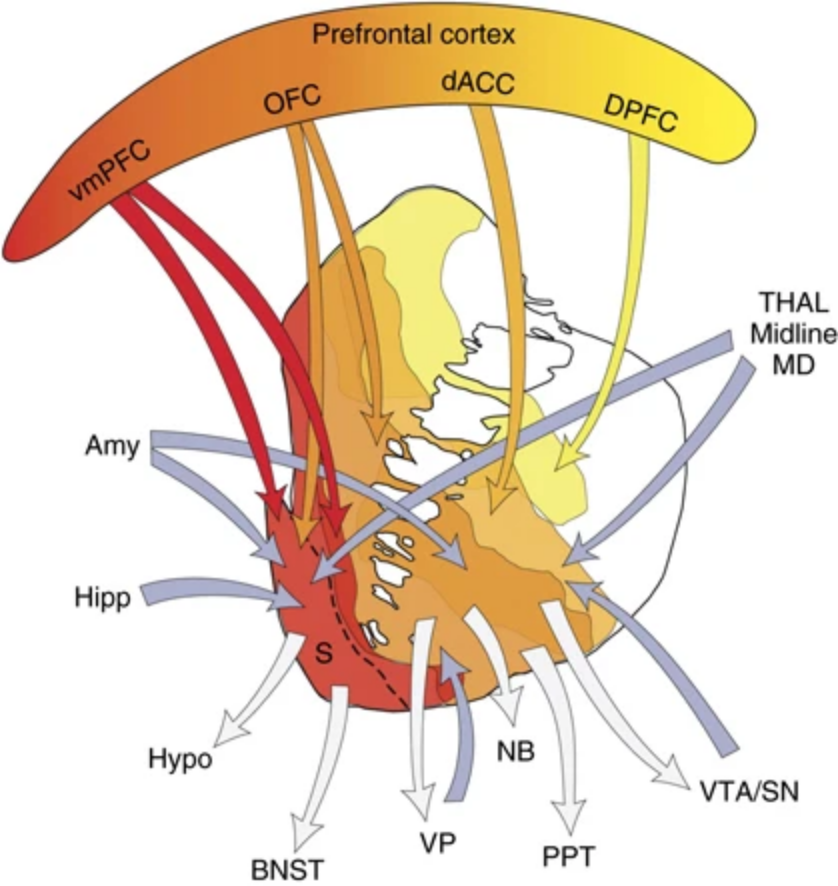 Prefrontal cortex
vmPFC
OFC
dACC
DPFC
THAL
Midline
MD
Amy
Hipp
S
Hypo
BNST
VP
NB
PPT
VTA/SN